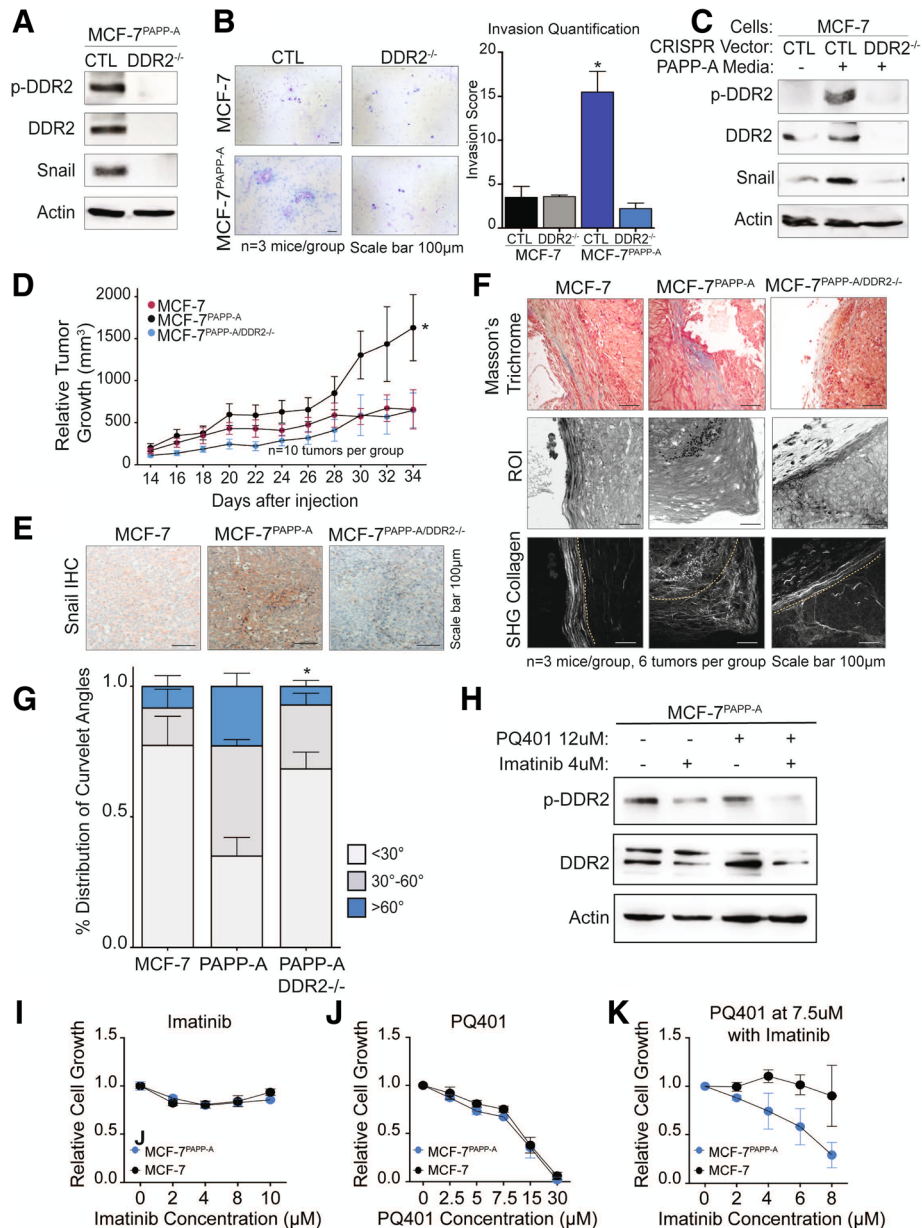 A
MCF-7PAPP-A
CTL DDR2-/-
p-DDR2
DDR2
Snail
Actin
B
CTL
DDR2-/-
MCF-7
MCF-7PAPP-A
n=3 mice/group
Scale bar 100µm
Invasion Quantification
Invasion Score
20
15
10
5
0
*
CTL DDR2-/- CTL DDR2-/-
MCF-7 MCF-7PAPP-A
C
Cells: MCF-7
CRISPR Vector: CTL CTL DDR2-/-
PAPP-A Media: - + +
p-DDR2
DDR2
Snail
Actin
D
Relative Tumor
Growth (mm3)
2000
1500
1000
500
0
MCF-7
MCF-7PAPP-A
MCF-7PAPP-A/DDR2-/-
*
n=10 tumors per group
14 16 18 20 22 24 26 28 30 32 34
Days after injection
E
MCF-7
MCF-7PAPP-A
MCF-7PAPP-A/DDR2-/-
Snail IHC
Scale bar 100µm
F
MCF-7
MCF-7PAPP-A
MCF-7PAPP-A/DDR2-/-
Masson's
Trichrome
ROI
SHG Collagen
n=3 mice/group, 6 tumors per group
Scale bar 100µm
G
% Distribution of Curvelet Angles
1.0
0.5
0.0
*
<30°
30°-60°
>60°
MCF-7 PAPP-A PAPP-A
DDR2-/-
H
MCF-7PAPP-A
PQ401 12uM: - - + +
Imatinib 4uM: - + - +
p-DDR2
DDR2
Actin
I
Imatinib
Relative Cell Growth
1.5
1.0
0.5
0.0
J
MCF-7PAPP-A
MCF-7
0 2 4 8 10
Imatinib Concentration (µM)
J
PQ401
Relative Cell Growth
1.5
1.0
0.5
0.0
MCF-7PAPP-A
MCF-7
0 2.5 5 7.5 15 30
PQ401 Concentration (µM)
K
PQ401 at 7.5uM
with Imatinib
Relative Cell Growth
1.5
1.0
0.5
0.0
MCF-7PAPP-A
MCF-7
0 2 4 6 8
Imatinib Concentration (µM)